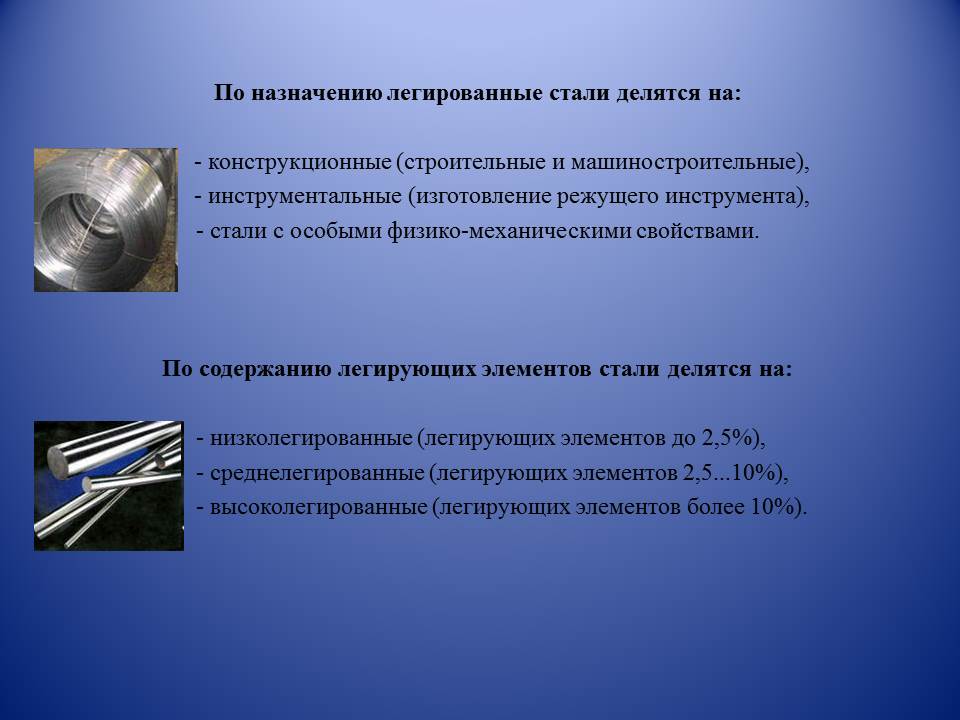 По назначению легированные стали делятся на:
- конструкционные (строительные и машиностроительные),
- инструментальные (изготовление режущего инструмента),
- стали с особыми физико-механическими свойствами.
По содержанию легирующих элементов стали делятся на:
- низколегированные (легирующих элементов до 2,5%),
- среднелегированные (легирующих элементов 2,5...10%),
- высоколегированные (легирующих элементов более 10%).